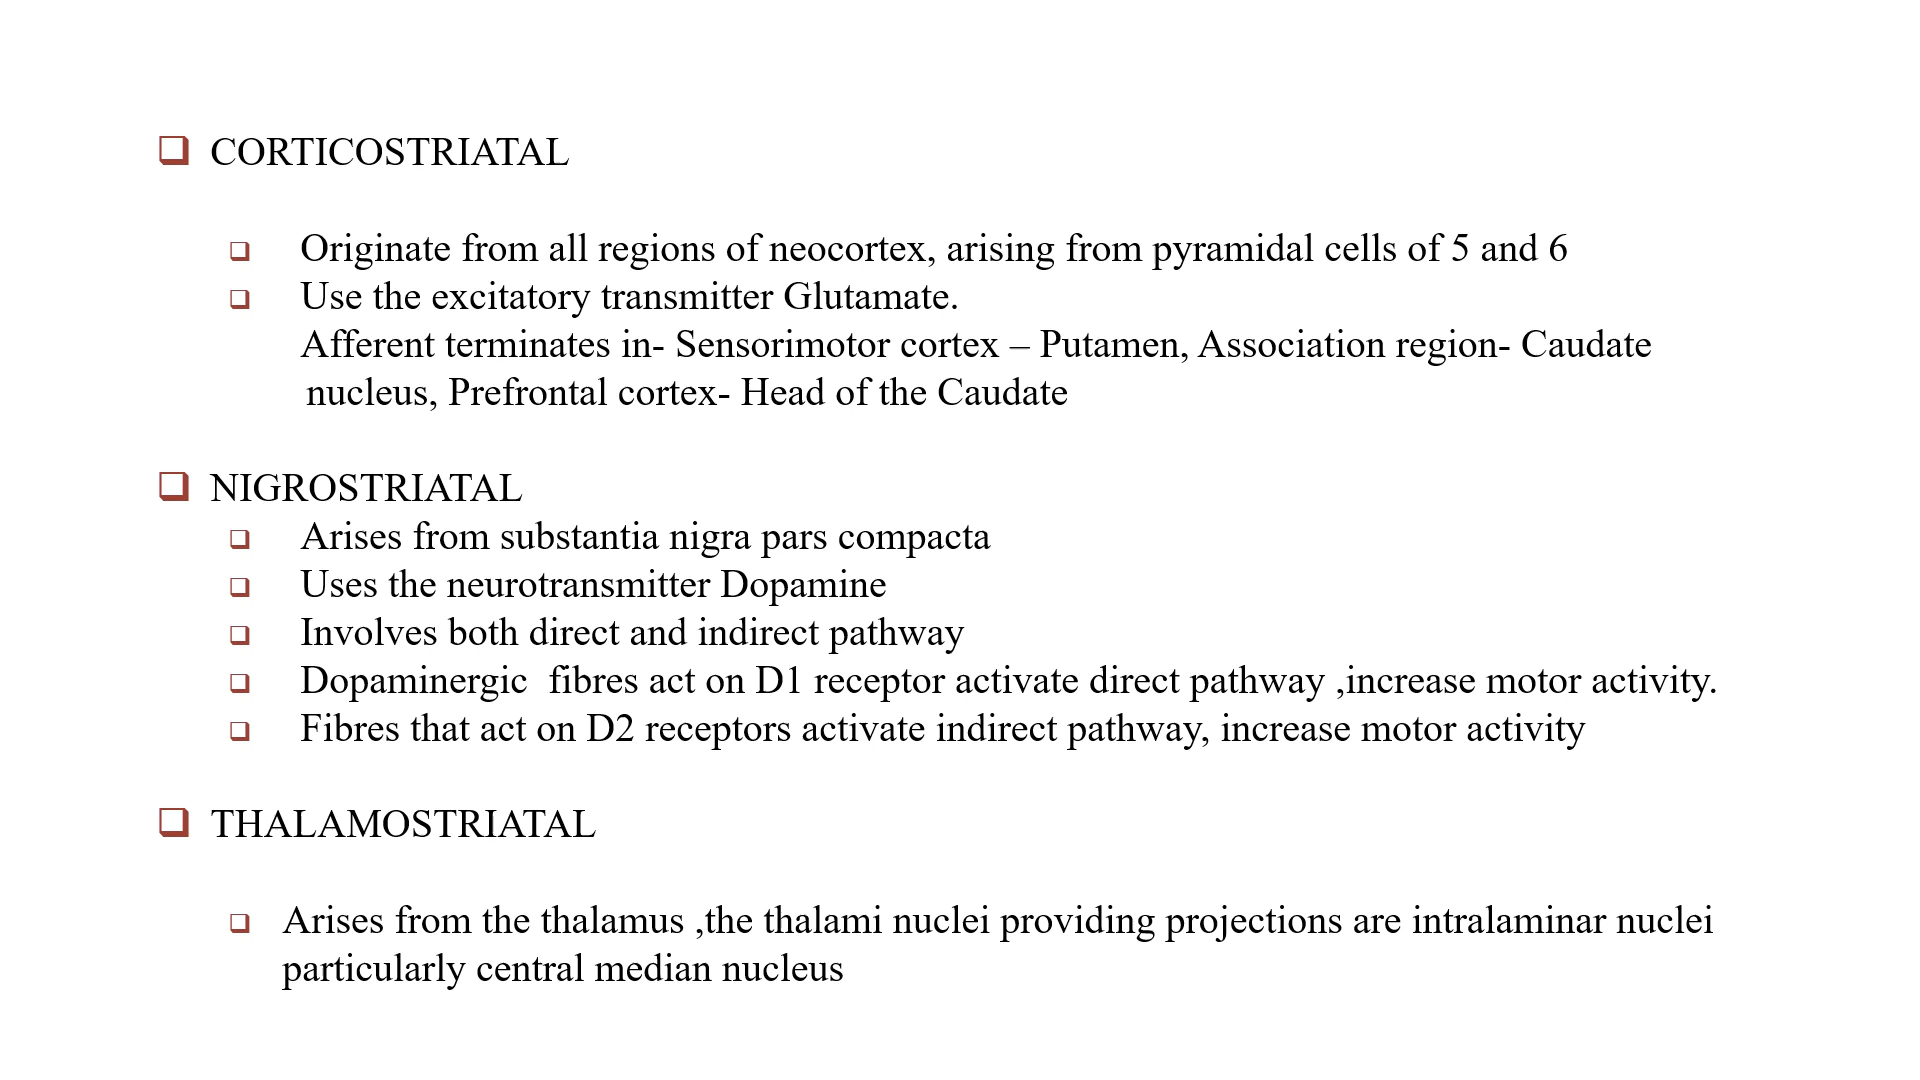 CORTICOSTRIATAL
Originate from all regions of neocortex, arising from pyramidal cells of 5 and 6
Use the excitatory transmitter Glutamate.
Afferent terminates in- Sensorimotor cortex – Putamen, Association region- Caudate
nucleus, Prefrontal cortex- Head of the Caudate
NIGROSTRIATAL
Arises from substantia nigra pars compacta
Uses the neurotransmitter Dopamine
Involves both direct and indirect pathway
Dopaminergic  fibres act on D1 receptor activate direct pathway ,increase motor activity.
Fibres that act on D2 receptors activate indirect pathway, increase motor activity
THALAMOSTRIATAL
Arises from the thalamus ,the thalami nuclei providing projections are intralaminar nuclei
particularly central median nucleus